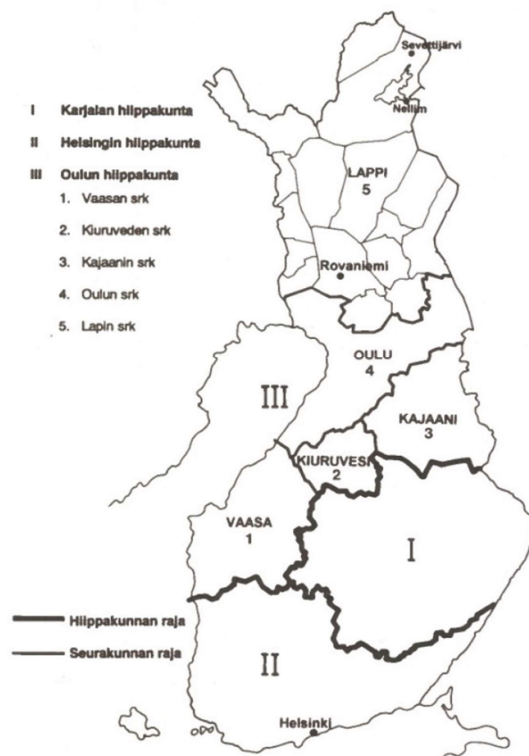 I Karjalan hiippakunta
II Helsingin hiippakunta
III Oulun hiippakunta
1. Vaasan srk
2. Kiuruveden srk
3. Kajaanin srk
4. Oulun srk
5. Lapin srk
Sevettijärvi
Nellim
LAPPI
5
Rovaniemi
OULU
4
III
KAJAANI
3
KIURUVESI
2
VAASA
1
I
Hiippakunnan raja
Seurakunnan raja
II
Helsinki